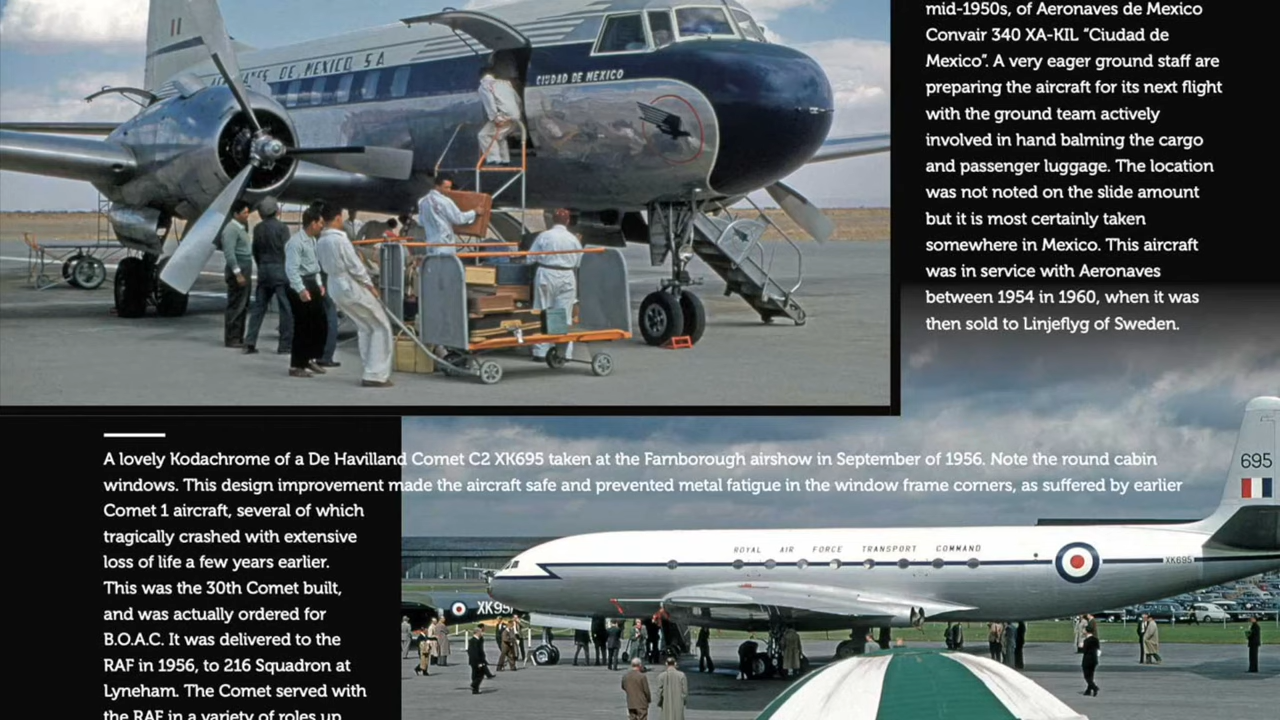 AERONAVES DE MEXICO S A
CIUDAD DE MEXICO
mid-1950s, of Aeronaves de Mexico
Convair 340 XA-KIL “Ciudad de
Mexico”. A very eager ground staff are
preparing the aircraft for its next flight
with the ground team actively
involved in hand balming the cargo
and passenger luggage. The location
was not noted on the slide amount
but it is most certainly taken
somewhere in Mexico. This aircraft
was in service with Aeronaves
between 1954 in 1960, when it was
then sold to Linjeflyg of Sweden.
A lovely Kodachrome of a De Havilland Comet C2 XK695 taken at the Farnborough airshow in September of 1956. Note the round cabin
windows. This design improvement made the aircraft safe and prevented metal fatigue in the window frame corners, as suffered by earlier
Comet 1 aircraft, several of which
tragically crashed with extensive
loss of life a few years earlier.
This was the 30th Comet built,
and was actually ordered for
B.O.A.C. It was delivered to the
RAF in 1956, to 216 Squadron at
Lyneham. The Comet served with
the RAF in a variety of roles up
695
ROYAL AIR FORCE TRANSPORT COMMAND
XK695
XK95